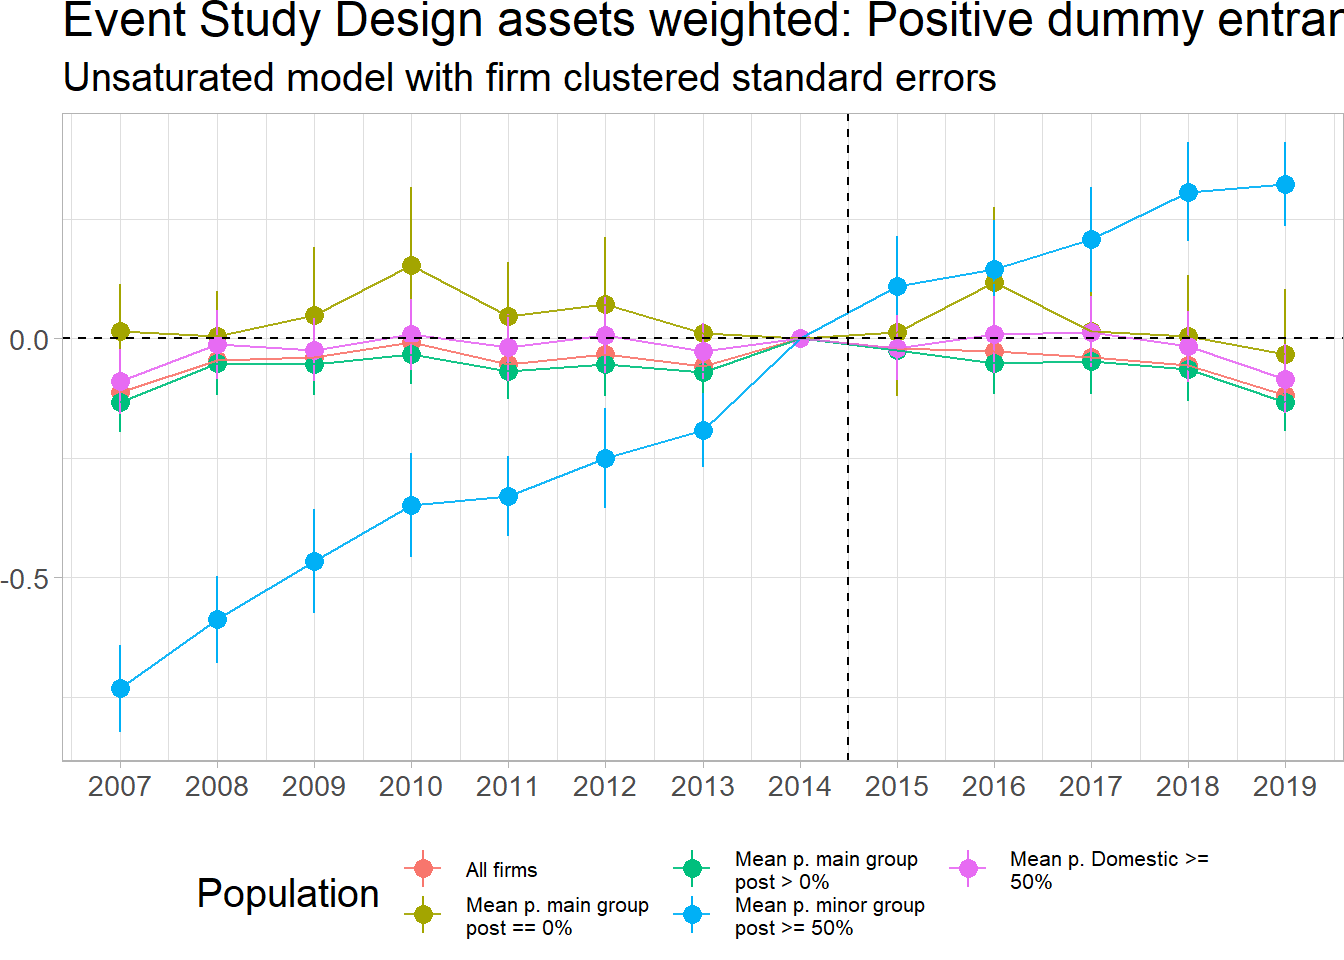 Event Study Design assets weighted: Positive dummy
Unsaturated model with firm clustered standard errors
0.0
-0.5
2007 2008 2009 2010 2011 2012 2013 2014 2015 2016 2017 2018 2019
Population
All firms
Mean p. main group
post == 0%
Mean p. main group
post > 0%
Mean p. minor group
post >= 50%
Mean p. Domestic >=
50%